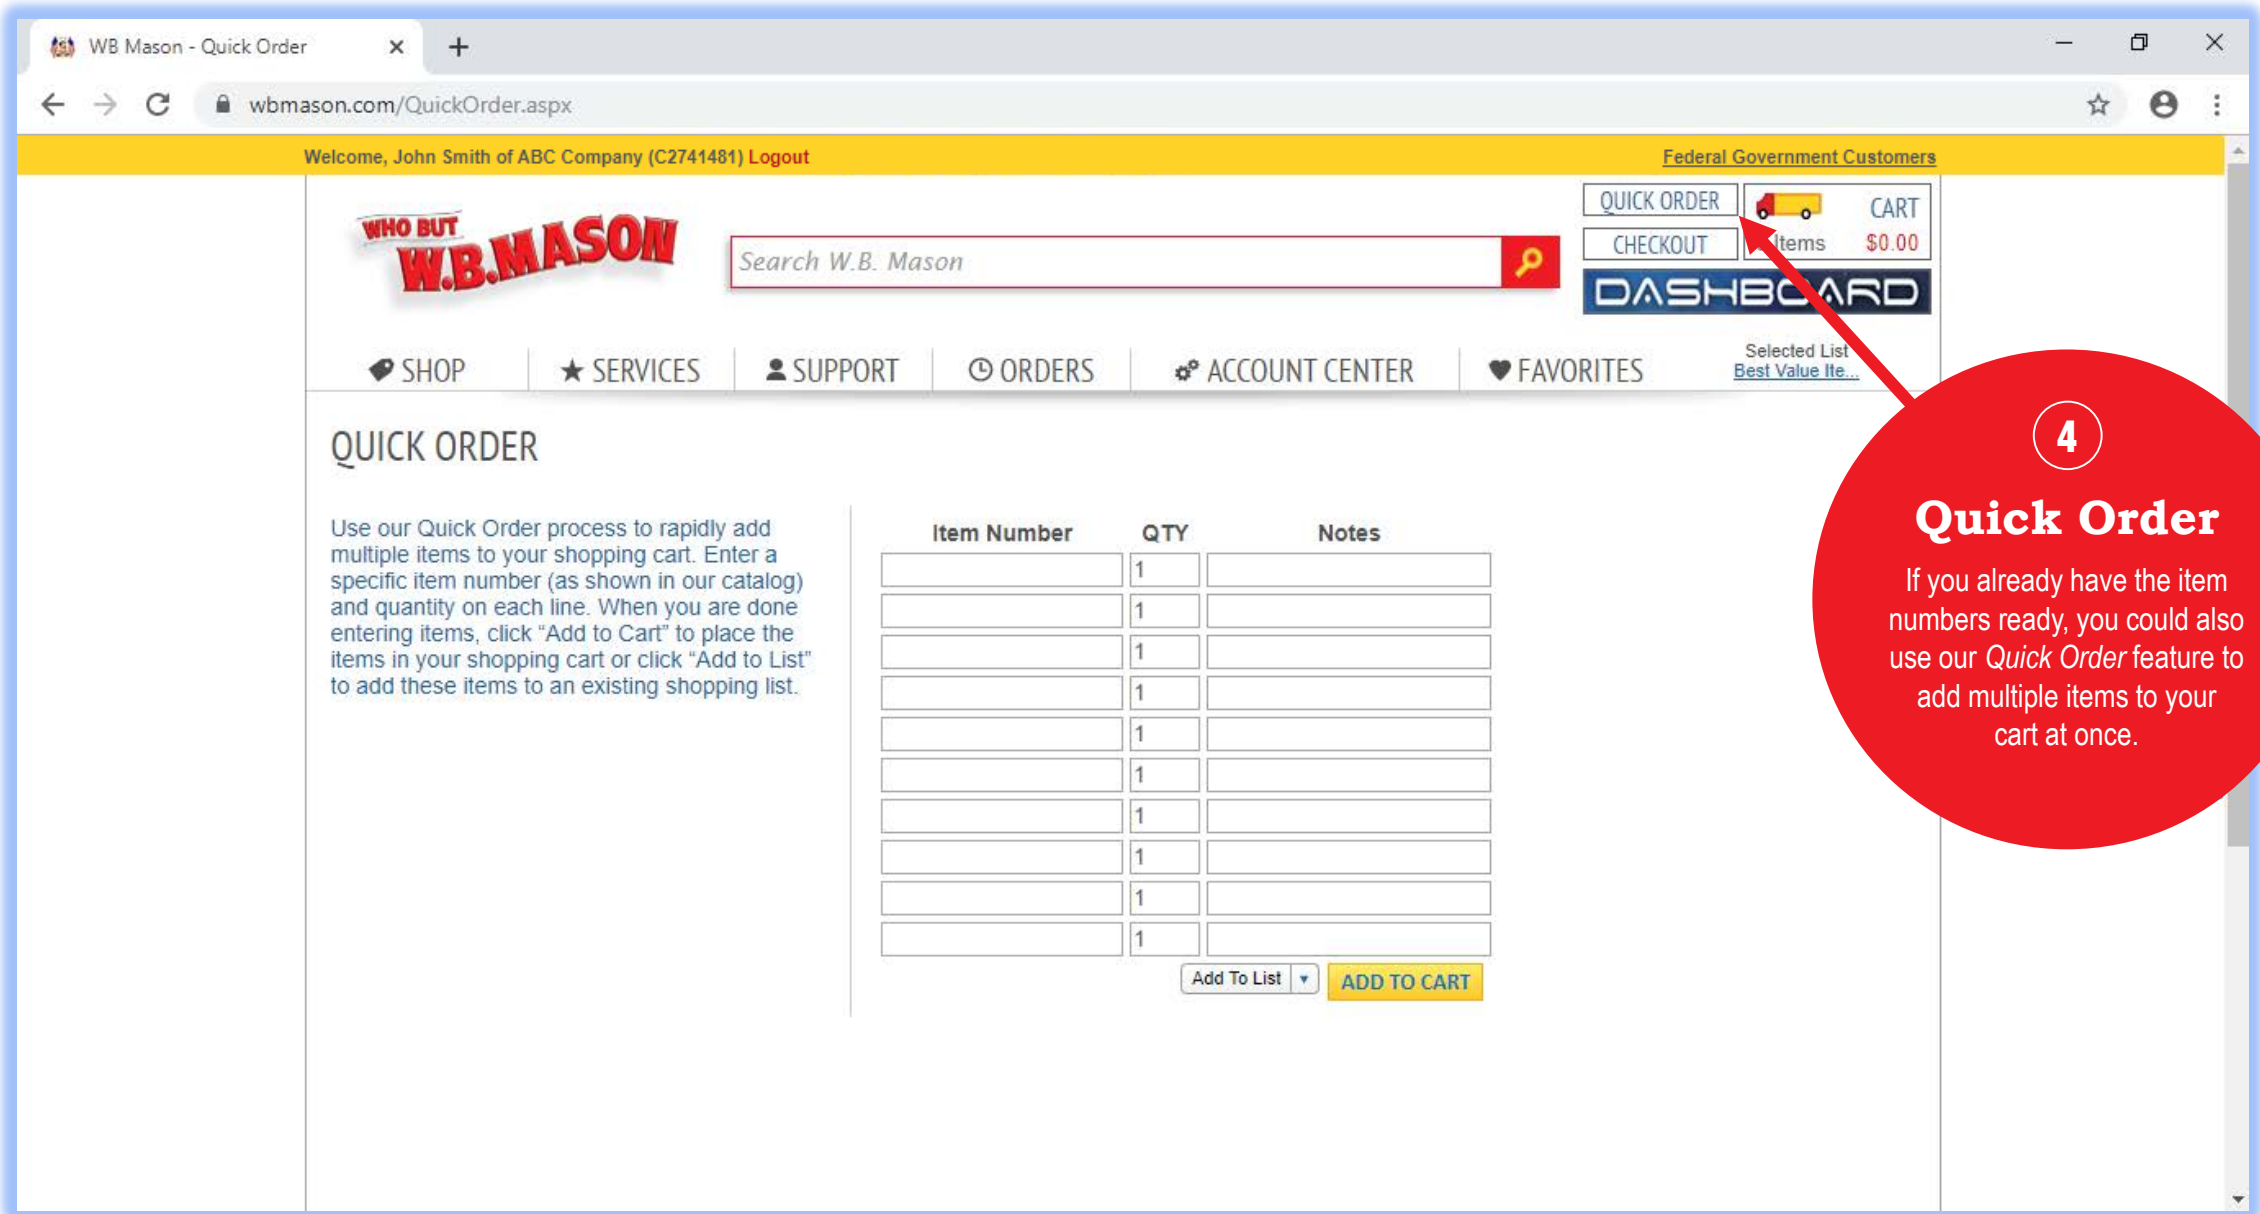 WB Mason - Quick Order
wbmason.com/QuickOrder.aspx
Welcome, John Smith of ABC Company (C2741481) Logout
Federal Government Customers
WHO BUT
W.B.MASON
Search W.B. Mason
QUICK ORDER
CART
CHECKOUT
Items $0.00
DASHBOARD
SHOP
SERVICES
SUPPORT
ORDERS
ACCOUNT CENTER
FAVORITES
Selected List
Best Value Ite...
QUICK ORDER
Use our Quick Order process to rapidly add
multiple items to your shopping cart. Enter a
specific item number (as shown in our catalog)
and quantity on each line. When you are done
entering items, click “Add to Cart” to place the
items in your shopping cart or click “Add to List”
to add these items to an existing shopping list.
Item Number QTY Notes
1
1
1
1
1
1
1
1
1
1
Add To List
ADD TO CART
4
Quick Order
If you already have the item
numbers ready, you could also
use our Quick Order feature to
add multiple items to your
cart at once.